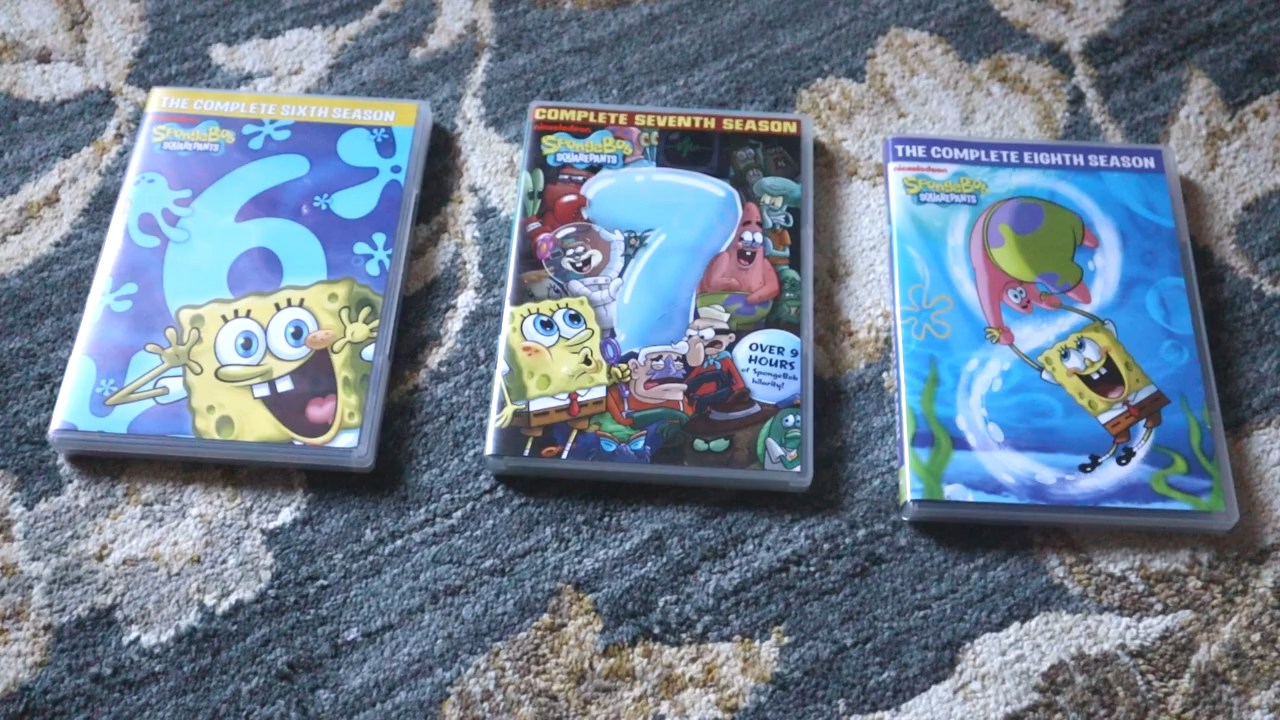 THE COMPLETE SIXTH SEASON
nickelodeon
SpongeBob
SQUAREPANTS
6
COMPLETE SEVENTH SEASON
nickelodeon
SpongeBob
SQUAREPANTS
7
OVER 9
HOURS
of SpongeBob
hilarity!
THE COMPLETE EIGHTH SEASON
nickelodeon
SpongeBob
SQUAREPANTS
8